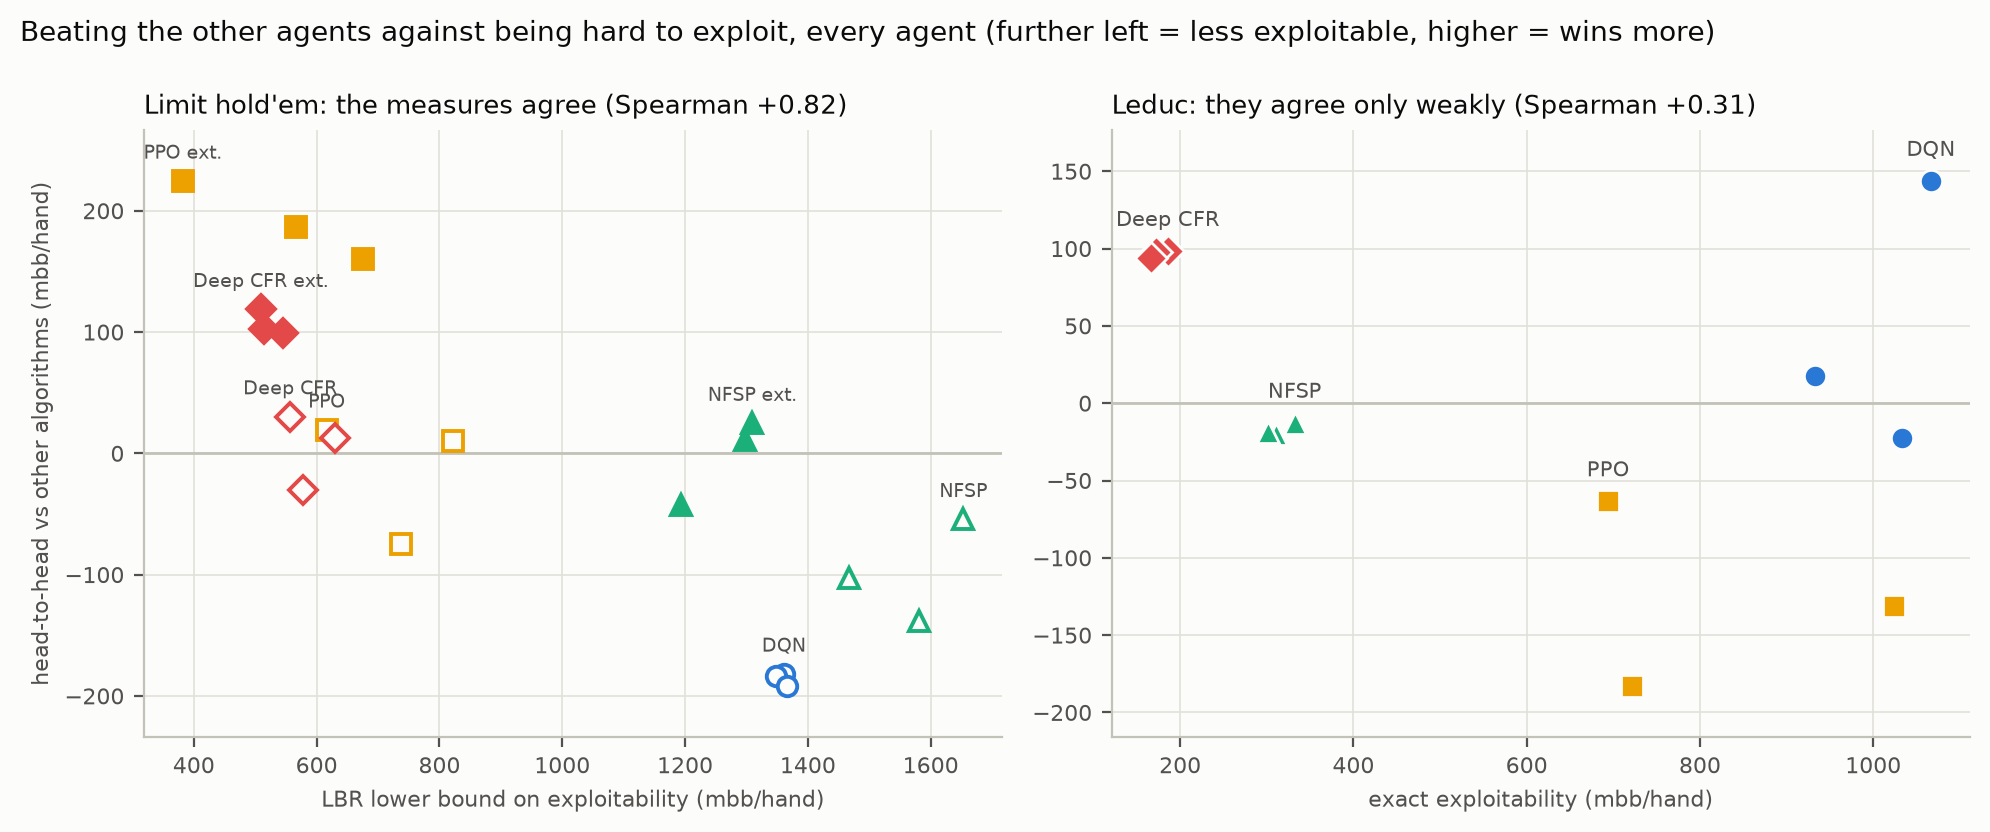 Beating the other agents against being hard to exploit, every agent (further left = less exploitable, higher = wins more)
Limit hold'em: the measures agree (Spearman +0.82)
head-to-head vs other algorithms (mbb/hand)
200
100
0
−100
−200
PPO ext.
Deep CFR ext.
Deep CFR
PPO
NFSP ext.
NFSP
DQN
400
600
800
1000
1200
1400
1600
LBR lower bound on exploitability (mbb/hand)
Leduc: they agree only weakly (Spearman +0.31)
150
100
50
0
−50
−100
−150
−200
DQN
Deep CFR
NFSP
PPO
200
400
600
800
1000
exact exploitability (mbb/hand)